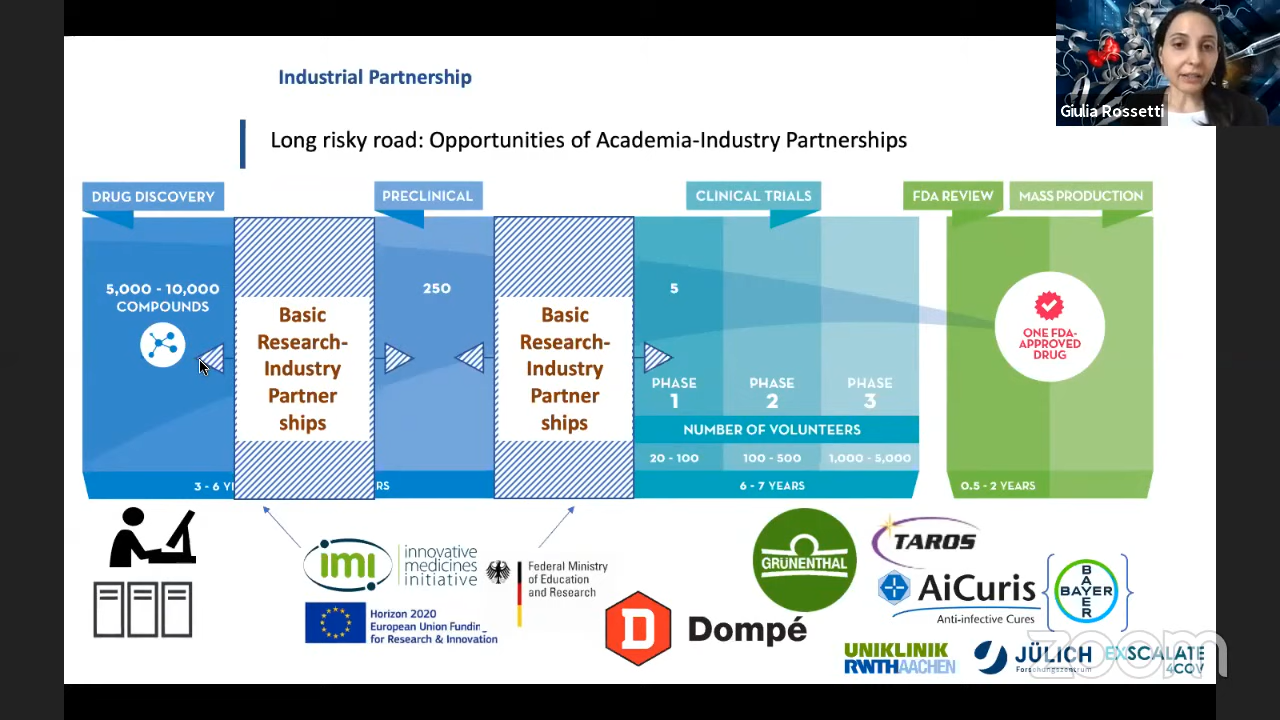 Industrial Partnership
Giulia Rossetti
Long risky road: Opportunities of Academia-Industry Partnerships
DRUG DISCOVERY
PRECLINICAL
CLINICAL TRIALS
FDA REVIEW
MASS PRODUCTION
5,000 - 10,000
COMPOUNDS
Basic
Research-
Industry
Partner
ships
250
Basic
Research-
Industry
Partner
ships
5
PHASE
1
PHASE
2
PHASE
3
ONE FDA-
APPROVED
DRUG
NUMBER OF VOLUNTEERS
20 - 100
100 - 500
1,000 - 5,000
3 - 6 
6 - 7 YEARS
0.5 - 2 YEARS
imi
innovative
medicines
initiative
Federal Ministry
of Education
and Research
Horizon 2020
European Union
for Research & Innovation
D
Dompé
GRÜNENTHAL
TAROS
AiCuris
Anti-infective Cures
BAYER
BAYER
UNIKLINIK
RWTHAACHEN
JÜLICH
Forschungszentrum
EXSCALATE
4COV
zoom